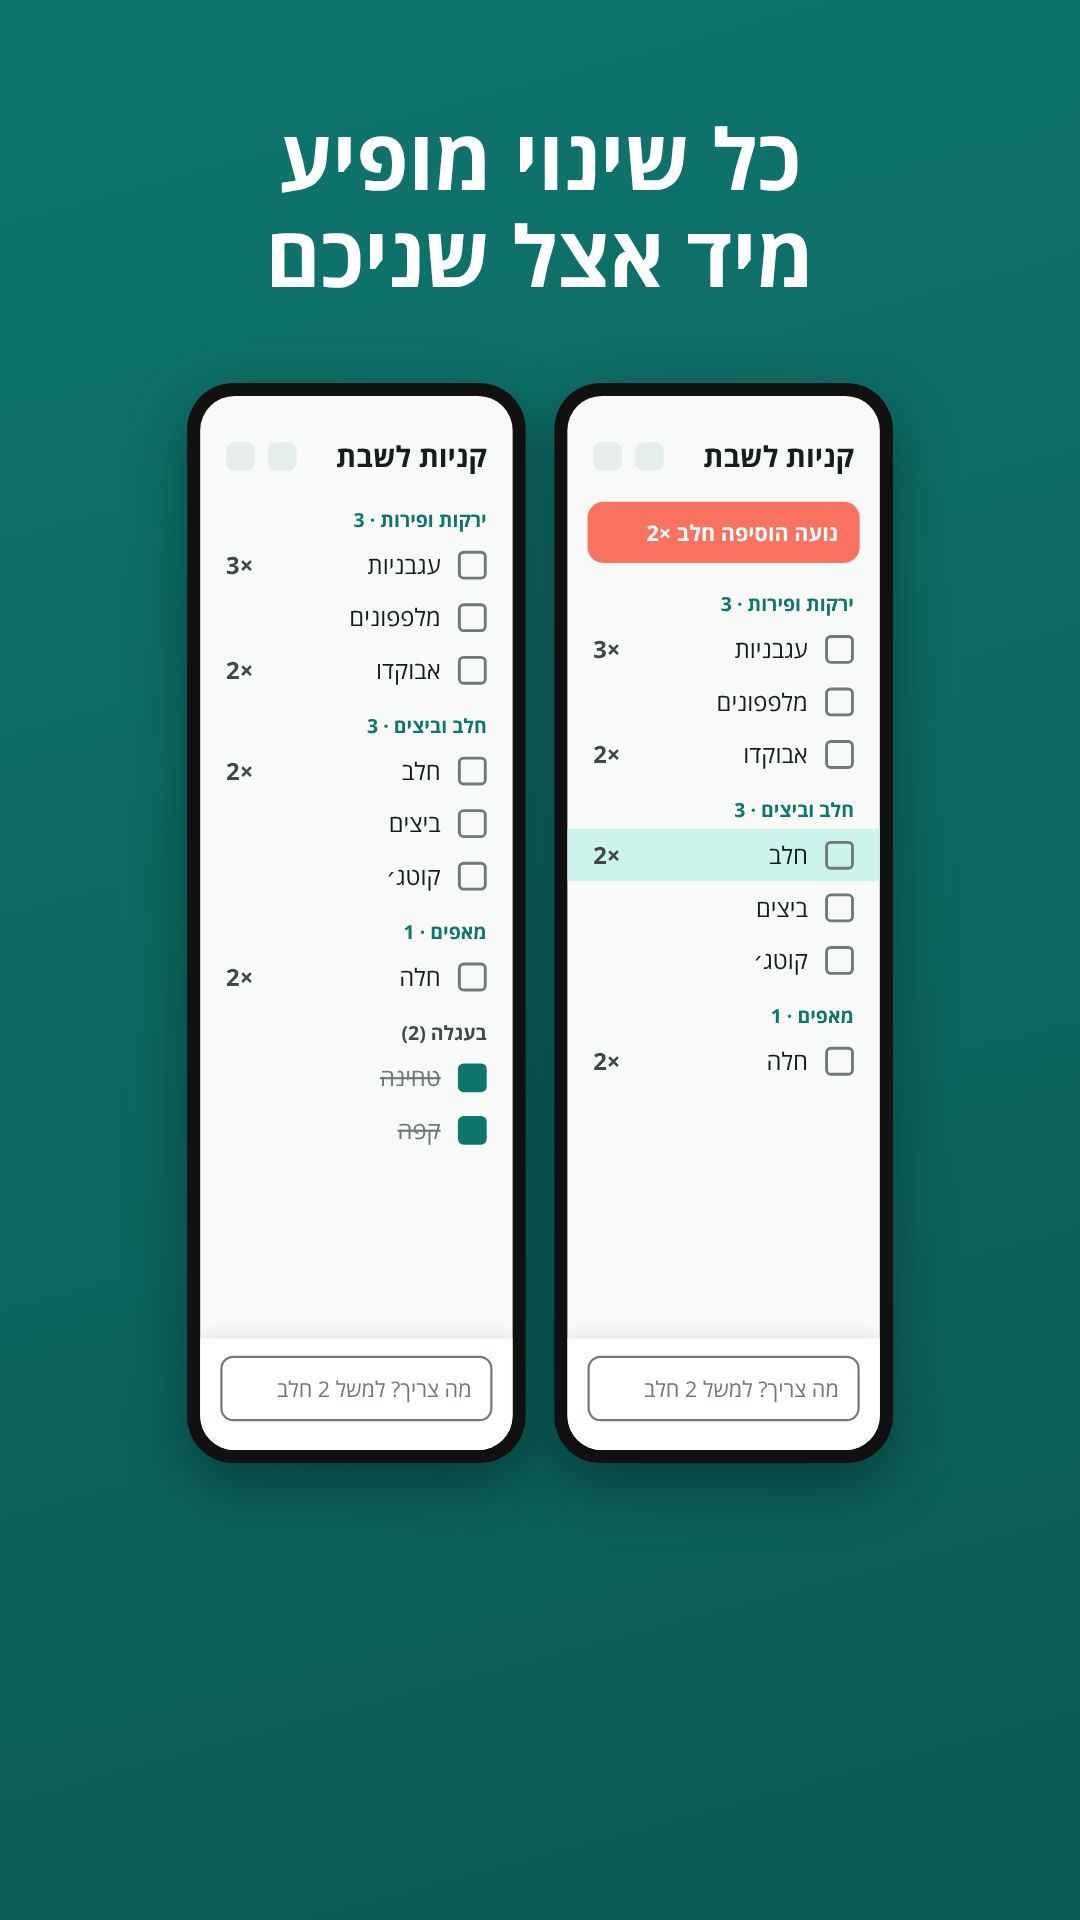 כל שינוי מופיע
מיד אצל שניכם
קניות לשבת
נועה הוסיפה חלב ×2
ירקות ופירות · 3
עגבניות ×3
מלפפונים
אבוקדו ×2
חלב וביצים · 3
חלב ×2
ביצים
קוטג׳
מאפים · 1
חלה ×2
מה צריך? למשל 2 חלב
קניות לשבת
ירקות ופירות · 3
עגבניות ×3
מלפפונים
אבוקדו ×2
חלב וביצים · 3
חלב ×2
ביצים
קוטג׳
מאפים · 1
חלה ×2
בעגלה (2)
טחינה
קפה
מה צריך? למשל 2 חלב